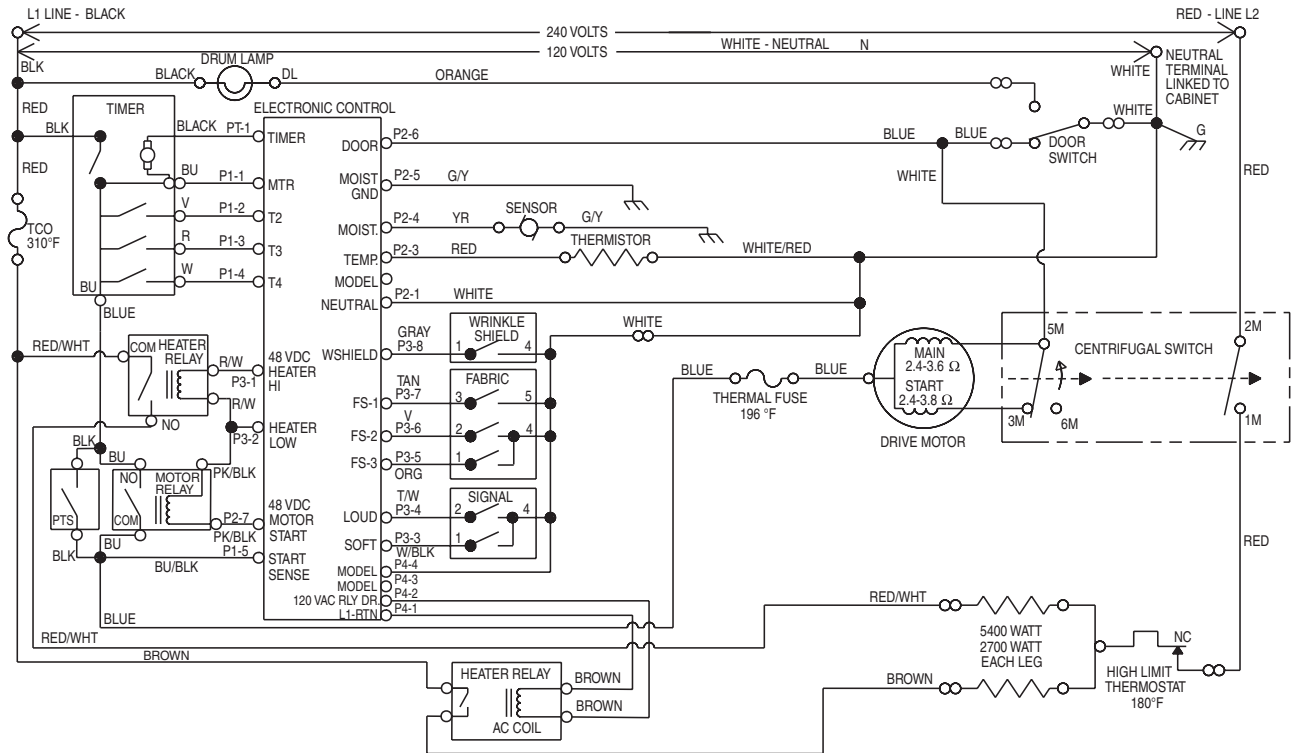 L1 LINE - BLACK
RED - LINE L2
240 VOLTS
120 VOLTS
WHITE - NEUTRAL N
BLK
WHITE
NEUTRAL
TERMINAL
LINKED TO
CABINET
DRUM LAMP
BLACK
DL
ORANGE
RED
TIMER
ELECTRONIC CONTROL
BLK
BLACK
PT-1
TIMER
DOOR
P2-6
BLUE
BLUE
WHITE
DOOR
SWITCH
G
RED
BU
P1-1
MTR
MOIST
GND
P2-5
G/Y
WHITE
RED
V
P1-2
T2
MOIST.
P2-4
YR
SENSOR
G/Y
TCO
310°F
R
P1-3
T3
TEMP.
P2-3
RED
THERMISTOR
WHITE/RED
W
P1-4
T4
MODEL
BU
NEUTRAL
P2-1
WHITE
BLUE
RED/WHT
COM
HEATER
RELAY
R/W
P3-1
R/W
NO
48 VDC
HEATER
HI
P3-2
HEATER
LOW
WSHIELD
GRAY
P3-8
WRINKLE
SHIELD
1
4
WHITE
FS-1
TAN
P3-7
FABRIC
3
5
FS-2
V
P3-6
2
4
FS-3
P3-5
ORG
1
BLUE
THERMAL FUSE
196 °F
BLUE
MAIN
2.4-3.6 Ω
START
2.4-3.8 Ω
DRIVE MOTOR
5M
2M
CENTRIFUGAL SWITCH
3M
6M
1M
BLK
BU
PTS
NO
MOTOR
RELAY
COM
PK/BLK
P2-7
PK/BLK
48 VDC
MOTOR
START
BLK
BU
P1-5
BU/BLK
START
SENSE
LOUD
T/W
P3-4
SIGNAL
2
4
SOFT
P3-3
W/BLK
1
MODEL
P4-4
MODEL
P4-3
120 VAC RLY DR.
P4-2
L1-RTN
P4-1
RED
BLUE
RED/WHT
BROWN
RED/WHT
5400 WATT
2700 WATT
EACH LEG
NC
HIGH LIMIT
THERMOSTAT
180°F
BROWN
HEATER RELAY
AC COIL
BROWN
BROWN